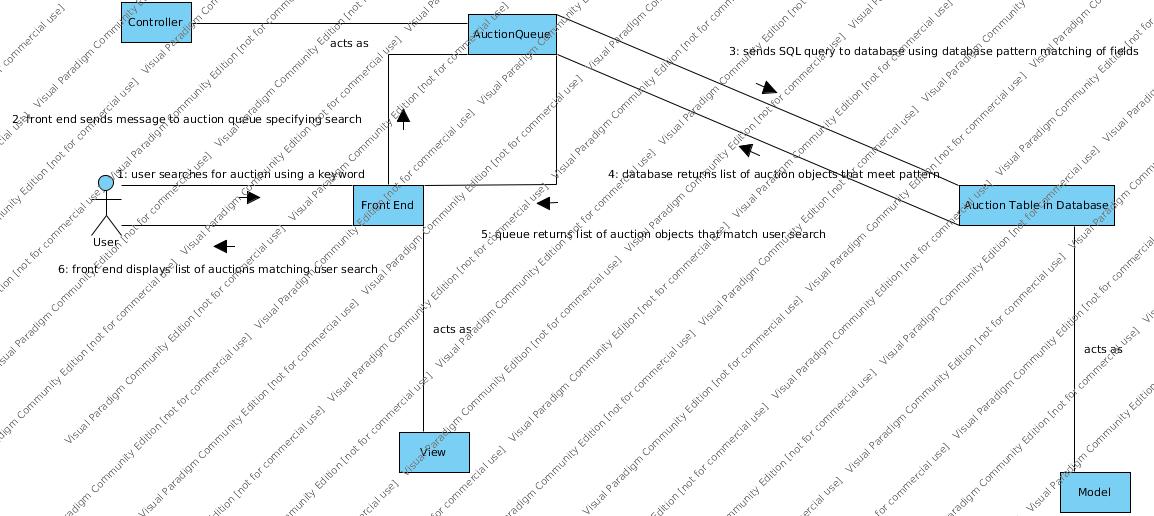 Controller
AuctionQueue
acts as
3: sends SQL query to database using database pattern matching of fields
2: front end sends message to auction queue specifying search
1: user searches for auction using a keyword
4: database returns list of auction objects that meet pattern
Front End
Auction Table in Database
User
5: queue returns list of auction objects that match user search
6: front end displays list of auctions matching user search
acts as
acts as
View
Model
Visual Paradigm Community Edition [not for commercial use]